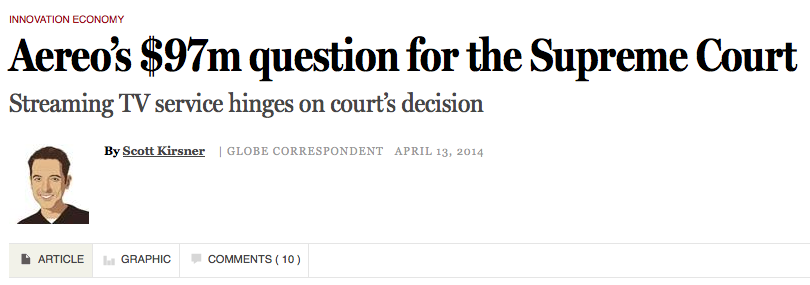 INNOVATION ECONOMY
Aereo's $97m question for the Supreme Court
Streaming TV service hinges on court's decision
By Scott Kirsner | GLOBE CORRESPONDENT APRIL 13, 2014
ARTICLE GRAPHIC COMMENTS ( 10 )